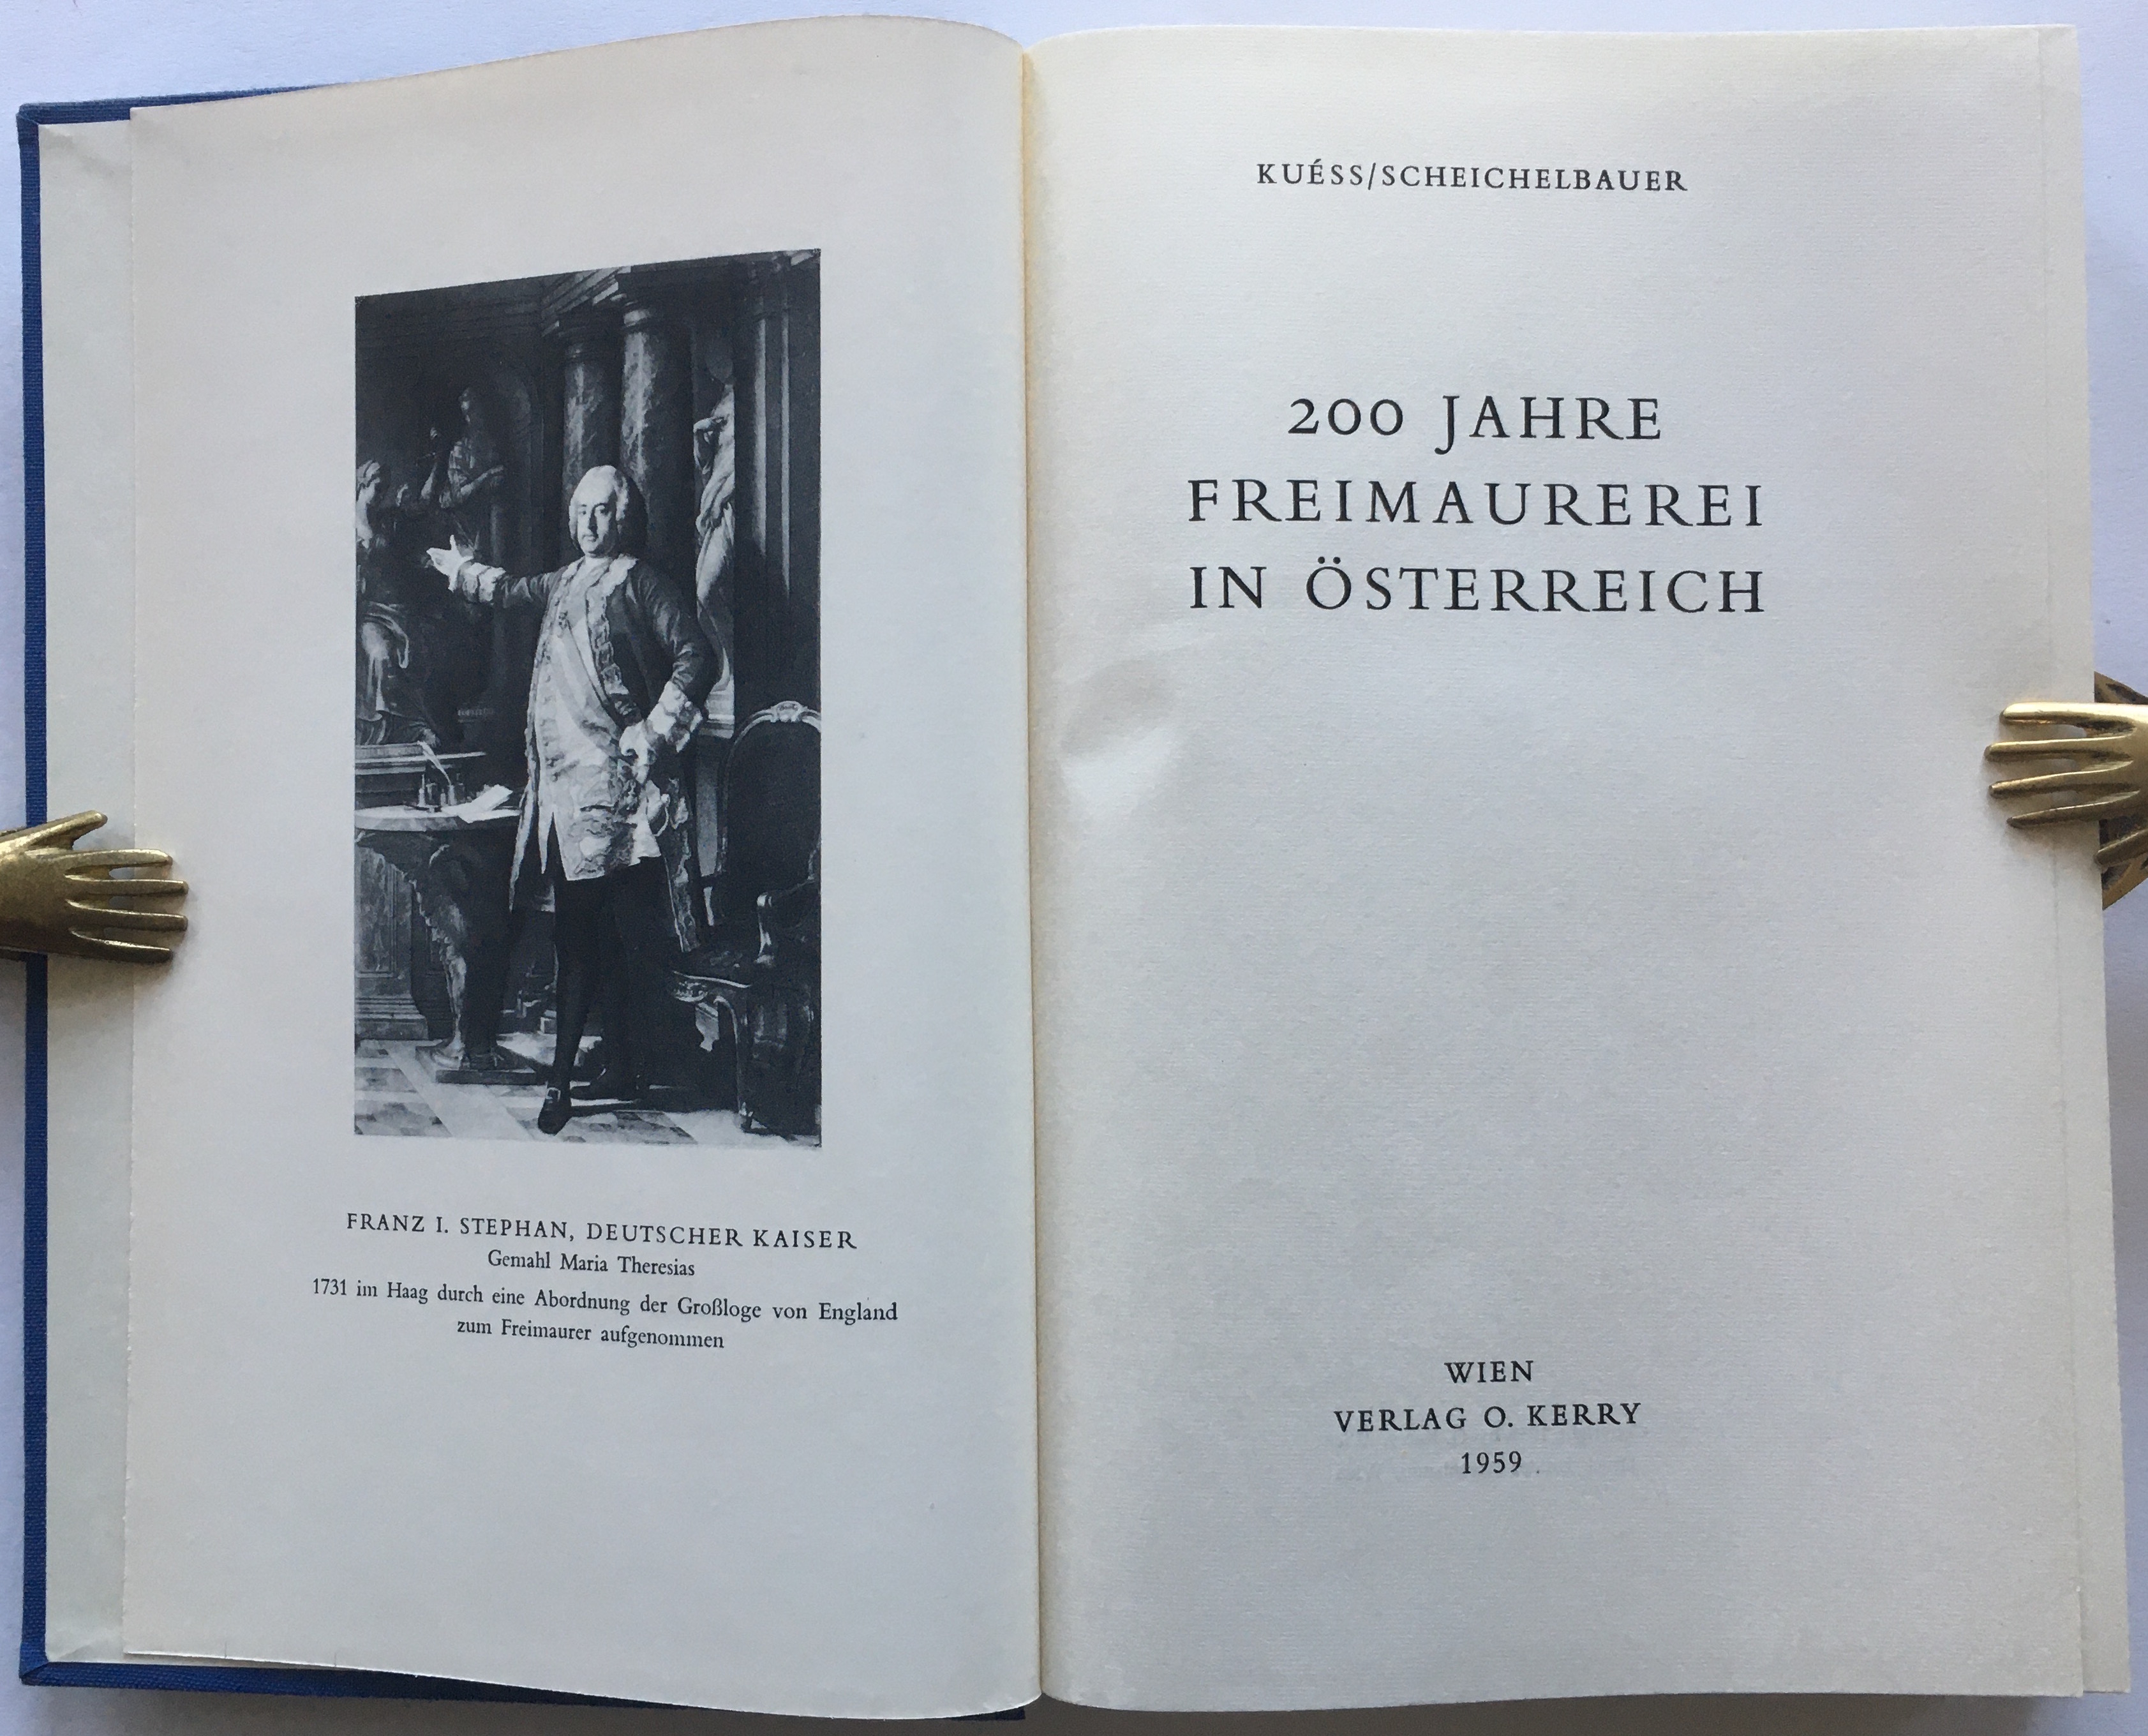 FRANZ I. STEPHAN, DEUTSCHER KAISER
Gemahl Maria Theresias
1731 im Haag durch eine Abordnung der Großloge von England
zum Freimaurer aufgenommen
KUÉSS/SCHEICHELBAUER
200 JAHRE
FREIMAUREREI
IN ÖSTERREICH
WIEN
VERLAG O. KERRY
1959